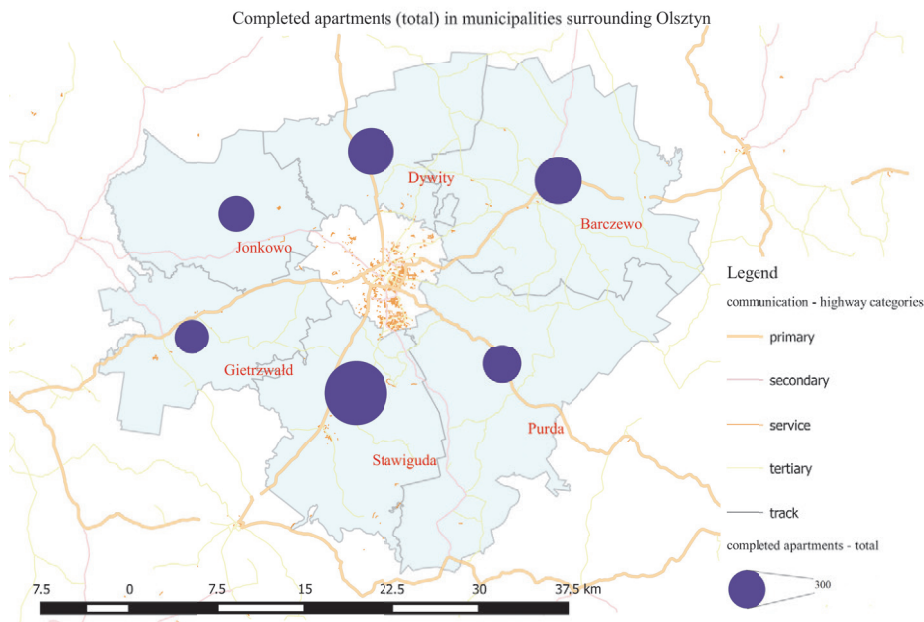 Completed apartments (total) in municipalities surrounding Olsztyn
Dywity
Barczewo
Jonkowo
Gietrzwałd
Purda
Stawiguda
Legend
communication - highway categories
primary
secondary
service
tertiary
track
completed apartments - total
300
7.5 0 7.5 15 22.5 30 37.5 km